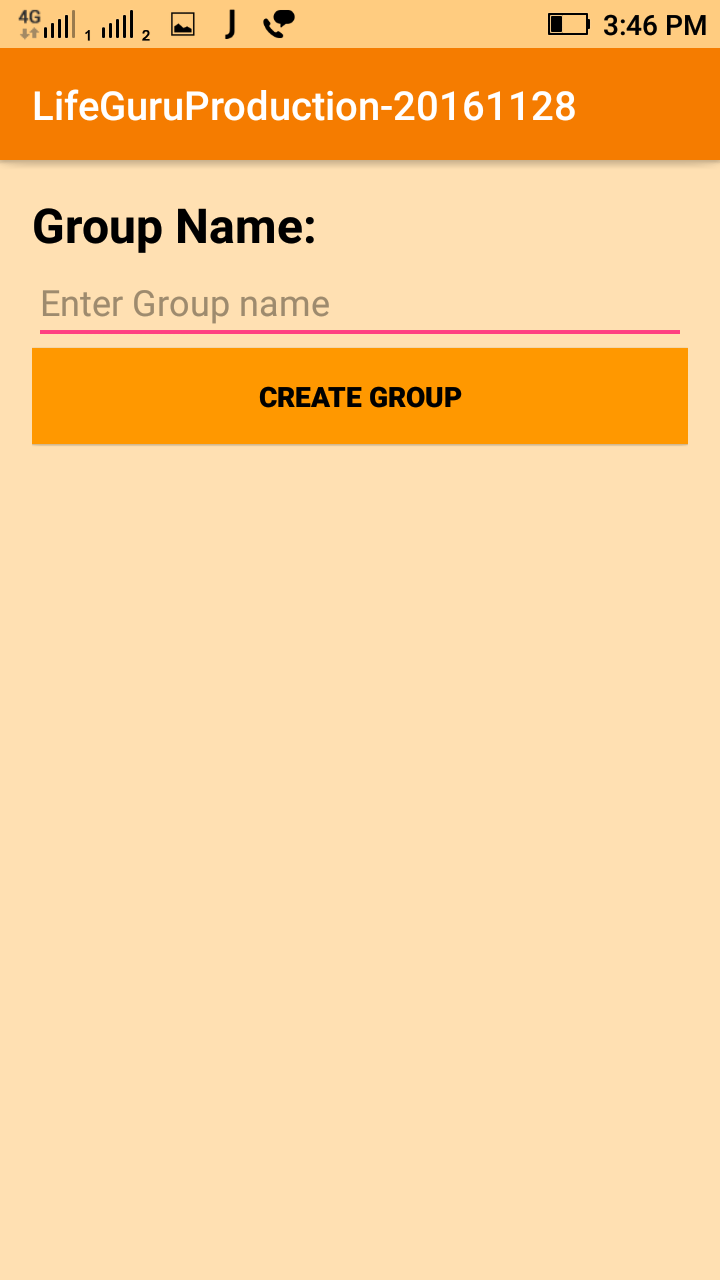 4G 1 2 J 3:46 PM
LifeGuruProduction-20161128
Group Name:
Enter Group name
CREATE GROUP